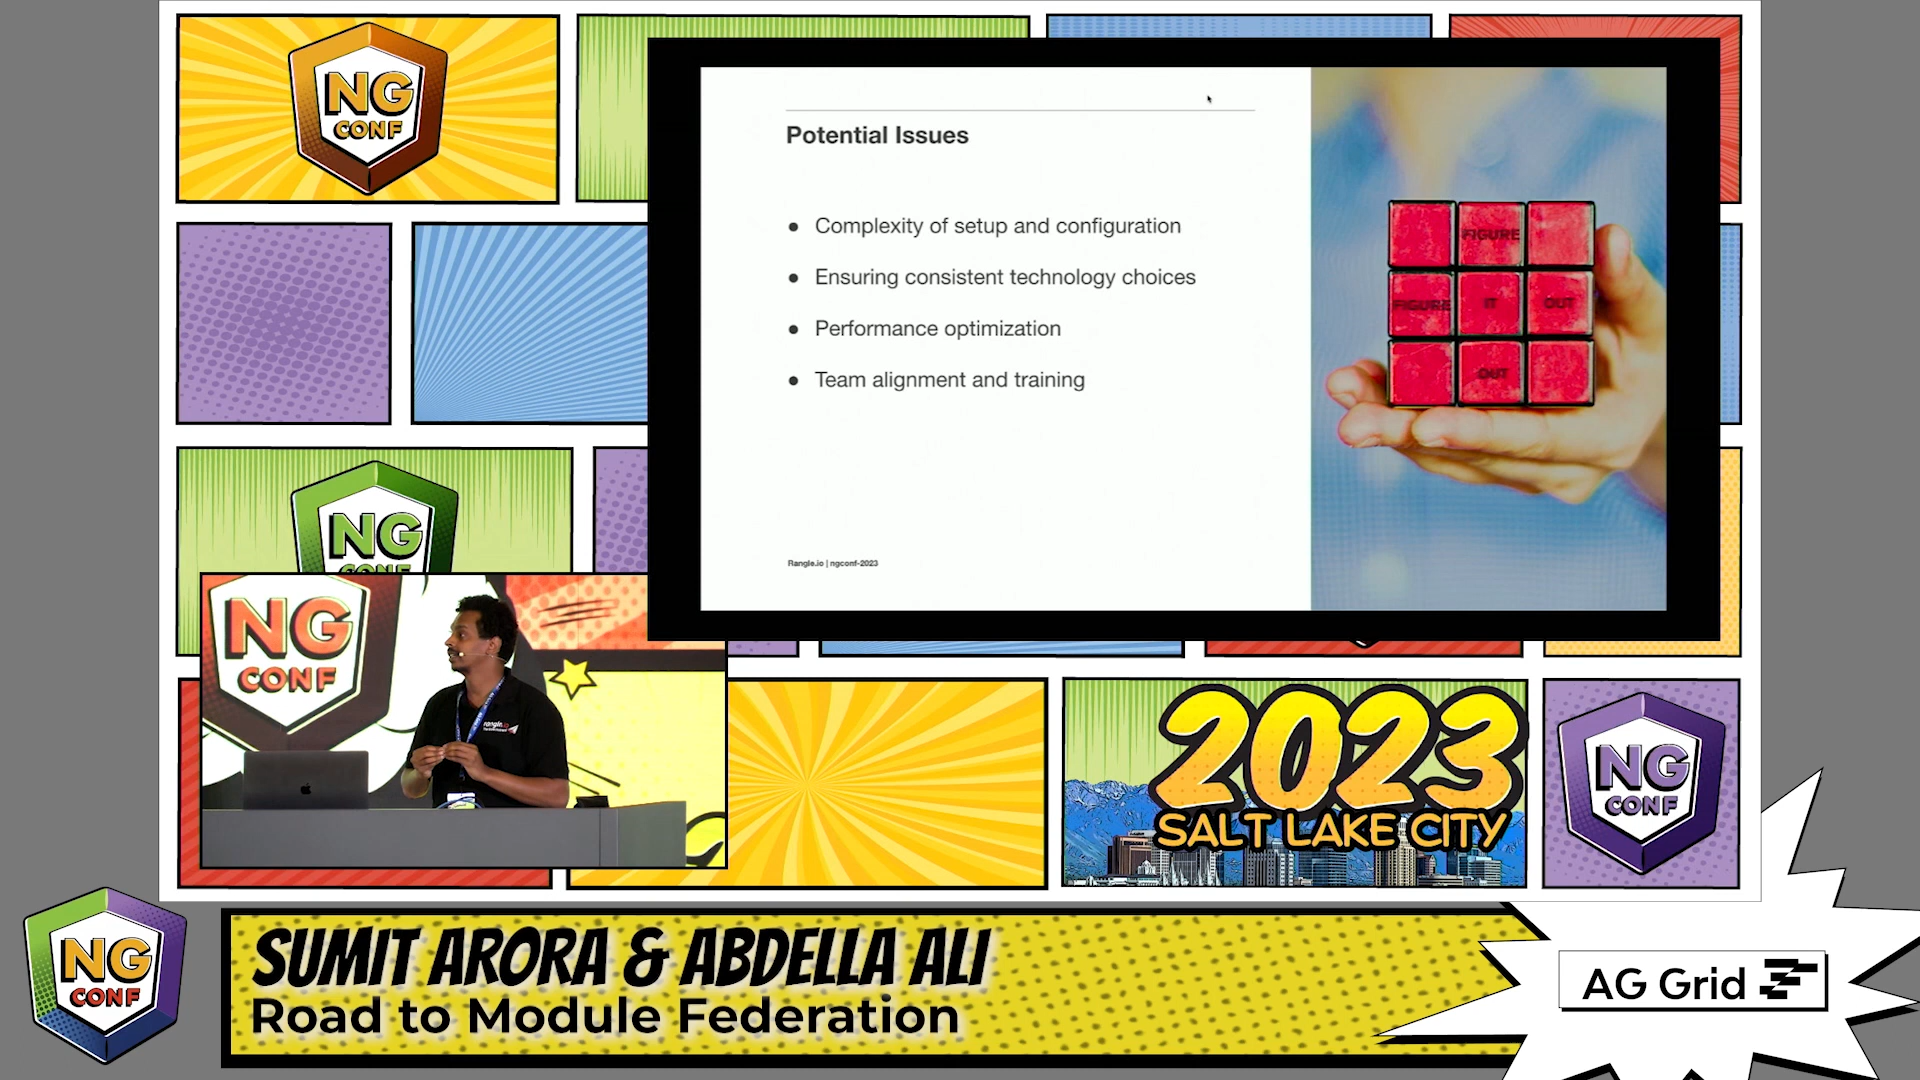 NG
CONF
Potential Issues
● Complexity of setup and configuration
● Ensuring consistent technology choices
● Performance optimization
● Team alignment and training
Rangle.io | ngconf-2023
FIGURE
FIGURE IT OUT
OUT
NG
CONF
NG
CONF
rangle.io
2023
SALT LAKE CITY
NG
CONF
NG
CONF
SUMIT ARORA & ABDELLA ALI
Road to Module Federation
AG Grid